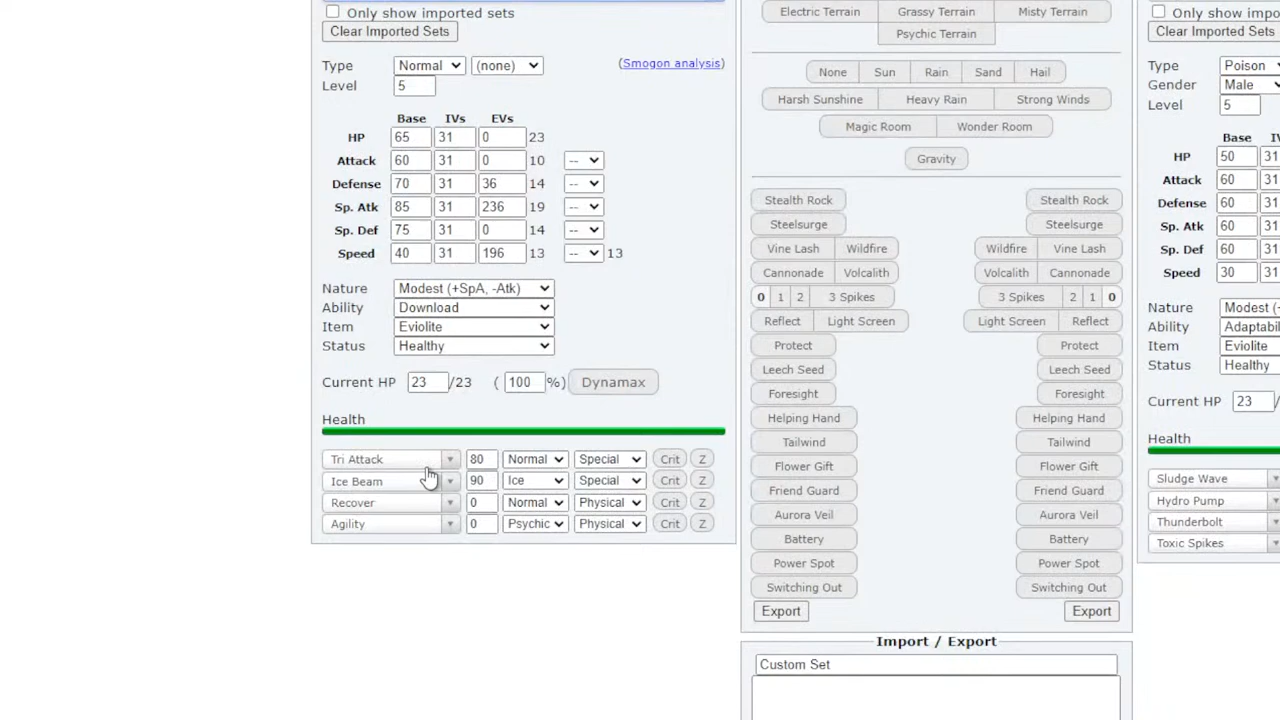 Only show imported sets
Clear Imported Sets
Type Normal (none) (Smogon analysis)
Level 5
Base IVs EVs
HP 65 31 0 23
Attack 60 31 0 10 --
Defense 70 31 36 14 --
Sp. Atk 85 31 236 19 --
Sp. Def 75 31 0 14 --
Speed 40 31 196 13 -- 13
Nature Modest (+SpA, -Atk)
Ability Download
Item Eviolite
Status Healthy
Current HP 23 /23 ( 100 %) Dynamax
Health
Tri Attack 80 Normal Special Crit Z
Ice Beam 90 Ice Special Crit Z
Recover 0 Normal Physical Crit Z
Agility 0 Psychic Physical Crit Z
Electric Terrain Grassy Terrain Misty Terrain
Psychic Terrain
None Sun Rain Sand Hail
Harsh Sunshine Heavy Rain Strong Winds
Magic Room Wonder Room
Gravity
Stealth Rock Stealth Rock
Steelsurge Steelsurge
Vine Lash Wildfire Wildfire Vine Lash
Cannonade Volcalith Volcalith Cannonade
0 1 2 3 Spikes 3 Spikes 2 1 0
Reflect Light Screen Light Screen Reflect
Protect Protect
Leech Seed Leech Seed
Foresight Foresight
Helping Hand Helping Hand
Tailwind Tailwind
Flower Gift Flower Gift
Friend Guard Friend Guard
Aurora Veil Aurora Veil
Battery Battery
Power Spot Power Spot
Switching Out Switching Out
Export Export
Import / Export
Custom Set
Only show impo
Clear Imported Sets
Type Poison
Gender Male
Level 5
Base IV
HP 50 31
Attack 60 31
Defense 60 31
Sp. Atk 60 31
Sp. Def 60 31
Speed 30 31
Nature Modest (+
Ability Adaptabil
Item Eviolite
Status Healthy
Current HP 23 /
Health
Sludge Wave
Hydro Pump
Thunderbolt
Toxic Spikes